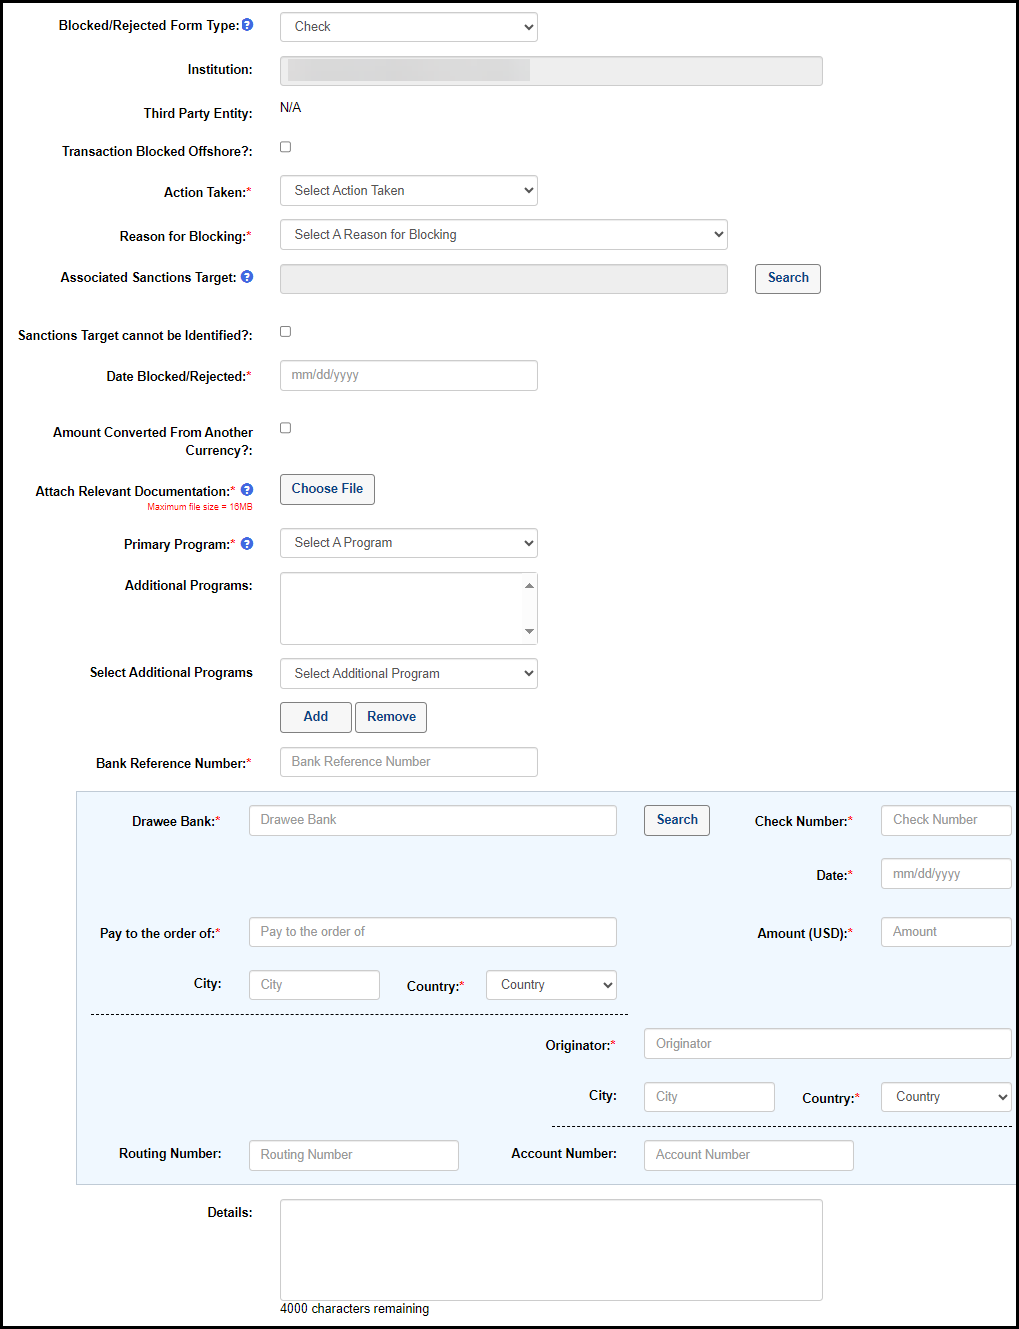 Blocked/Rejected Form Type: ? Check
Institution:
Third Party Entity: N/A
Transaction Blocked Offshore?:
Action Taken:* Select Action Taken
Reason for Blocking:* Select A Reason for Blocking
Associated Sanctions Target: ? Search
Sanctions Target cannot be Identified?:
Date Blocked/Rejected:* mm/dd/yyyy
Amount Converted From Another
Currency?:
Attach Relevant Documentation:* ? Choose File
Maximum file size = 16MB
Primary Program:* ? Select A Program
Additional Programs:
Select Additional Programs Select Additional Program
Add Remove
Bank Reference Number:* Bank Reference Number
Drawee Bank:* Drawee Bank Search Check Number:* Check Number
Date:* mm/dd/yyyy
Pay to the order of:* Pay to the order of Amount (USD):* Amount
City: City Country:* Country
Originator:* Originator
City: City Country:* Country
Routing Number: Routing Number Account Number: Account Number
Details:
4000 characters remaining